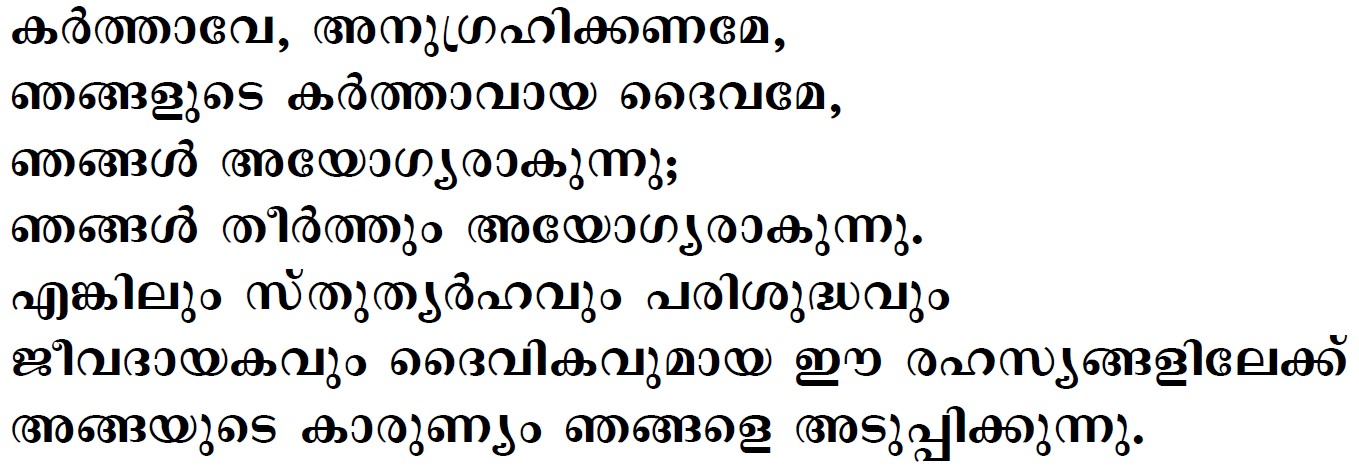 കർത്താവേ, അനുഗ്രഹിക്കണമേ,
ഞങ്ങളുടെ കർത്താവായ ദൈവമേ,
ഞങ്ങൾ അയോഗ്യരാകുന്നു;
ഞങ്ങൾ തീർത്തും അയോഗ്യരാകുന്നു.
എങ്കിലും സ്തുത്യർഹവും പരിശുദ്ധവും
ജീവദായകവും ദൈവികവുമായ ഈ രഹസ്യങ്ങളിലേക്ക്
അങ്ങയുടെ കാരുണ്യം ഞങ്ങളെ അടുപ്പിക്കുന്നു.